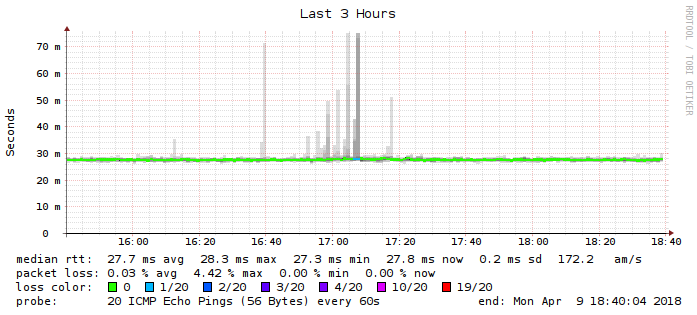 Last 3 Hours
RRDTOOL / TOBI OETIKER
Seconds
70 m
60 m
50 m
40 m
30 m
20 m
10 m
0
16:00 16:20 16:40 17:00 17:20 17:40 18:00 18:20 18:40
median rtt: 27.7 ms avg 28.3 ms max 27.3 ms min 27.8 ms now 0.2 ms sd 172.2 am/s
packet loss: 0.03 % avg 4.42 % max 0.00 % min 0.00 % now
loss color: 0 1/20 2/20 3/20 4/20 10/20 19/20
probe: 20 ICMP Echo Pings (56 Bytes) every 60s end: Mon Apr 9 18:40:04 2018